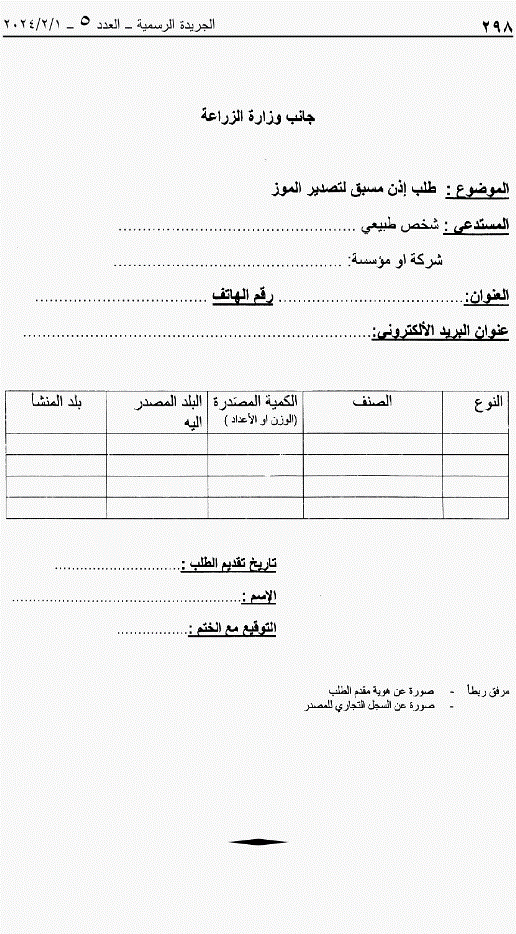 ٢٩٨ الجريدة الرسمية – العدد ٥ – ٢٠٢٤/٢/١
جانب وزارة الزراعة
الموضوع : طلب إذن مسبق لتصدير الموز
المستدعي : شخص طبيعي ..........................................
شركة او مؤسسة: ..........................................
العنوان:................................. رقم الهاتف .................................
عنوان البريد الألكتروني:.................................................................
النوع الصنف الكمية المصدرة (الوزن او الأعداد ) البلد المصدر اليه بلد المنشأ
تاريخ تقديم الطلب :.........................
الإسم :.............................................
التوقيع مع الختم :..............
مرفق ربطأ - صورة عن هوية مقدم الطلب
- صورة عن السجل التجاري للمصدر